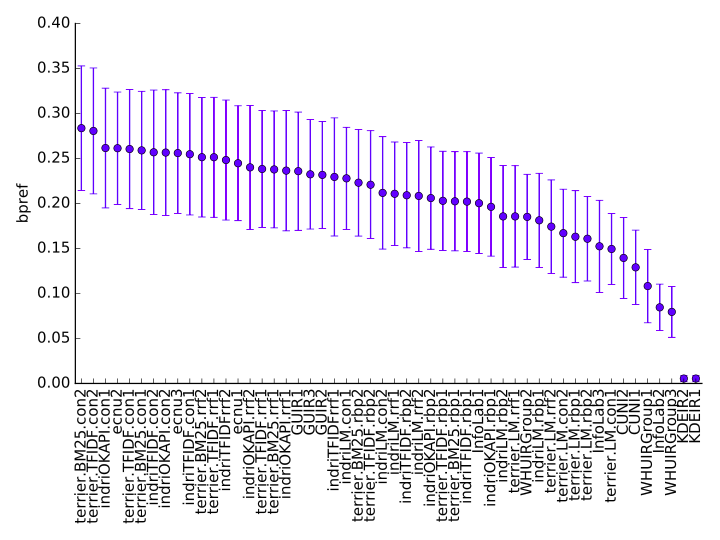 0.40
0.35
0.30
0.25
0.20
0.15
0.10
0.05
0.00
bpref
terrier.BM25.con2
terrier.TFIDF.con2
indriOKAPI.con1
ecnu2
terrier.TFIDF.con1
terrier.BM25.con1
indriTFIDF.con2
indriOKAPI.con2
ecnu3
indriTFIDF.con1
terrier.BM25.rrf2
terrier.TFIDF.rrf1
indriTFIDF.rrf2
ecnu1
indriOKAPI.rrf2
terrier.TFIDF.rrf1
terrier.BM25.rrf1
indriOKAPI.rrf1
GUIR1
GUIR3
GUIR2
indriTFIDF.rrf1
indriLM.con1
terrier.BM25.rbp2
terrier.TFIDF.rbp2
indriLM.con2
indriLM.rrf1
indriTFIDF.rbp2
indriLM.rrf2
indriOKAPI.rbp2
terrier.TFIDF.rbp1
terrier.BM25.rbp1
indriTFIDF.rbp1
InfoLab1
indriOKAPI.rbp1
indriLM.rbp2
terrier.LM.rrf1
WHUIRGroup2
indriLM.rbp1
terrier.LM.rrf2
terrier.LM.con2
terrier.LM.rbp1
terrier.LM.rbp2
InfoLab3
terrier.LM.con1
CUNI2
CUNI1
WHUIRGroup1
InfoLab2
WHUIRGroup3
KDEIR2
KDEIR1